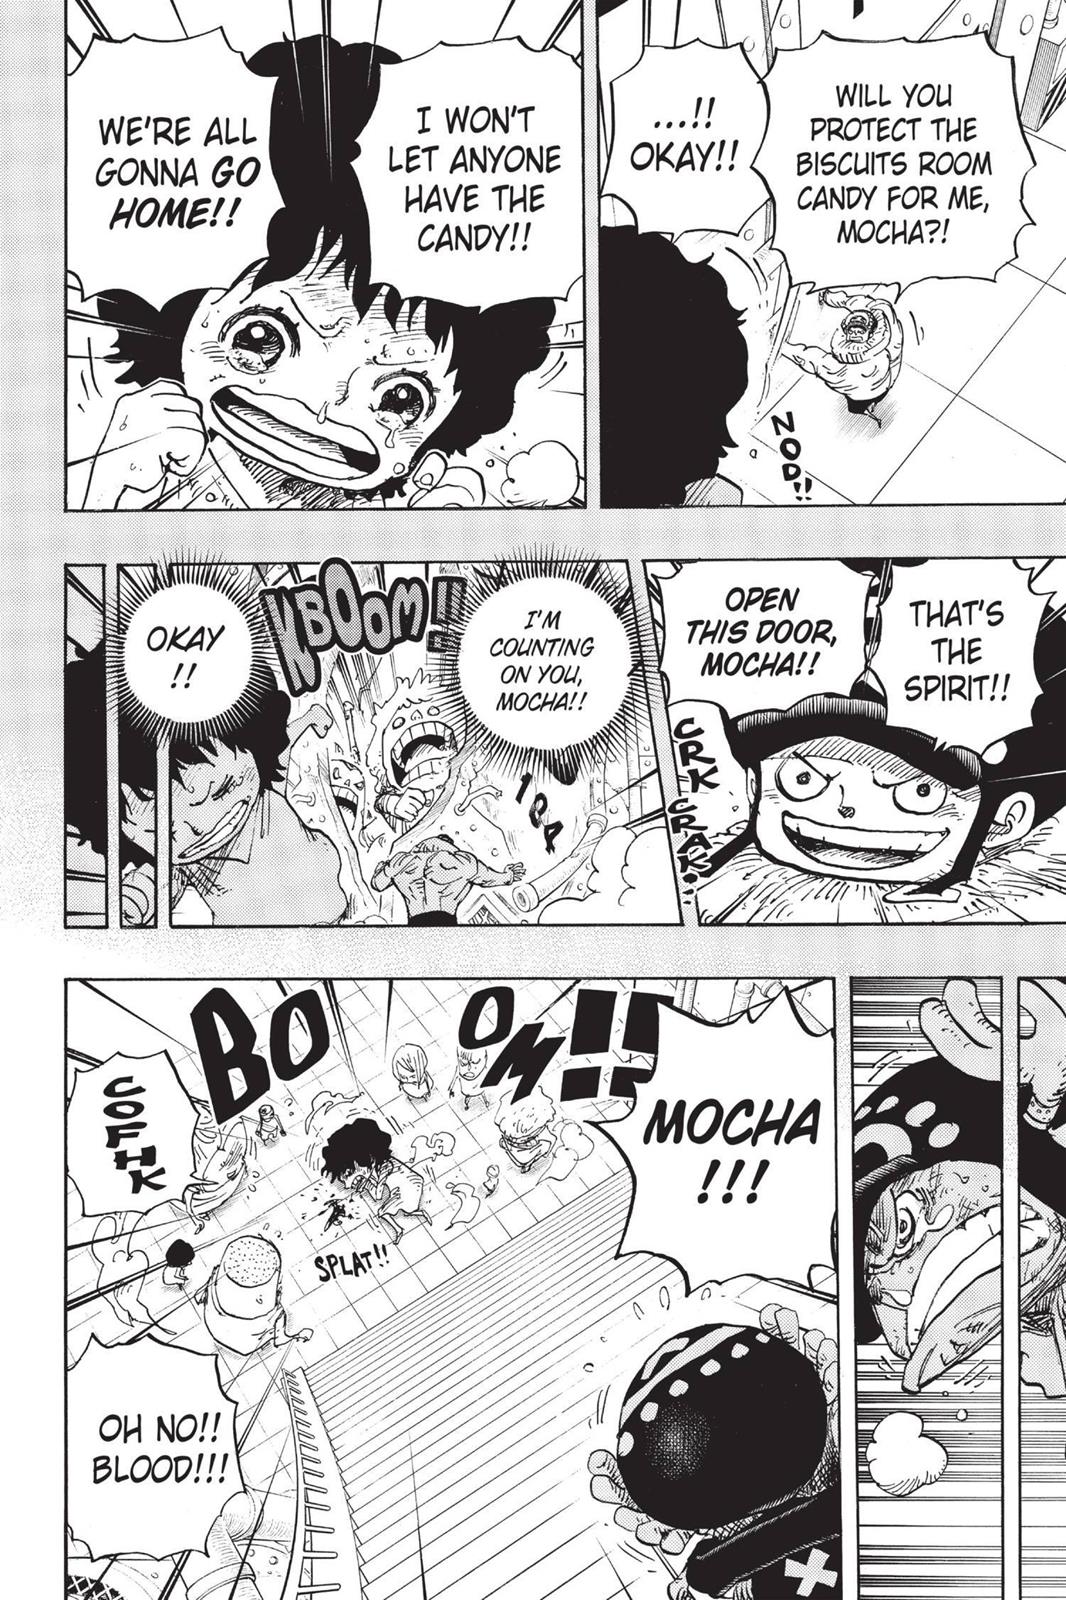 WILL YOU
PROTECT THE
BISCUITS ROOM
CANDY FOR ME,
MOCHA?!
...!!
OKAY!!
NOD!!
I WON'T
LET ANYONE
HAVE THE
CANDY!!
WE'RE ALL
GONNA GO
HOME!!
THAT'S
THE
SPIRIT!!
OPEN
THIS DOOR,
MOCHA!!
CRK
CRAK!
I'M
COUNTING
ON YOU,
MOCHA!!
104
KABOOM!!
OKAY
!!
MOCHA
!!!
BOOM!!
COFHK
SPLAT!!
OH NO!!
BLOOD!!!